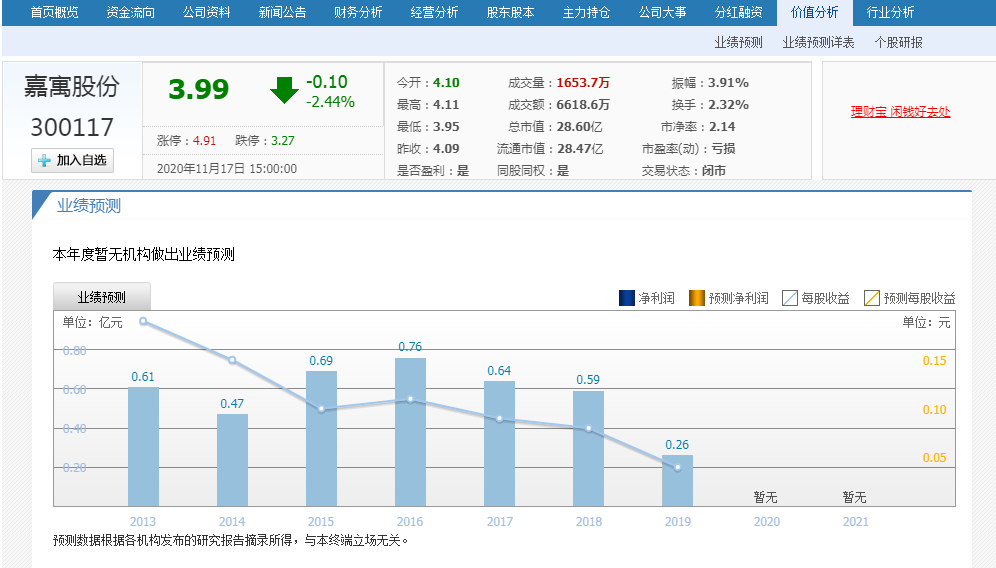 首页概览 资金流向 公司资料 新闻公告 财务分析 经营分析 股东股本 主力持仓 公司大事 分红融资 价值分析 行业分析
业绩预测 业绩预测详表 个股研报
嘉寓股份
300117
加入自选
3.99 -0.10
-2.44%
涨停：4.91 跌停：3.27
2020年11月17日 15:00:00
今开：4.10 成交量：1653.7万 振幅：3.91%
最高：4.11 成交额：6618.6万 换手：2.32%
最低：3.95 总市值：28.60亿 市净率：2.14
昨收：4.09 流通市值：28.47亿 市盈率(动)：亏损
是否盈利：是 同股同权：是 交易状态：闭市
理财宝 闲钱好去处
业绩预测
本年度暂无机构做出业绩预测
业绩预测 净利润 预测净利润 每股收益 预测每股收益
单位：亿元 单位：元
0.80 0.76 0.15
0.61 0.69 0.64
0.60 0.47 0.59 0.10
0.40 0.26 0.05
0.20
暂无 暂无
2013 2014 2015 2016 2017 2018 2019 2020 2021
预测数据根据各机构发布的研究报告摘录所得，与本终端立场无关。